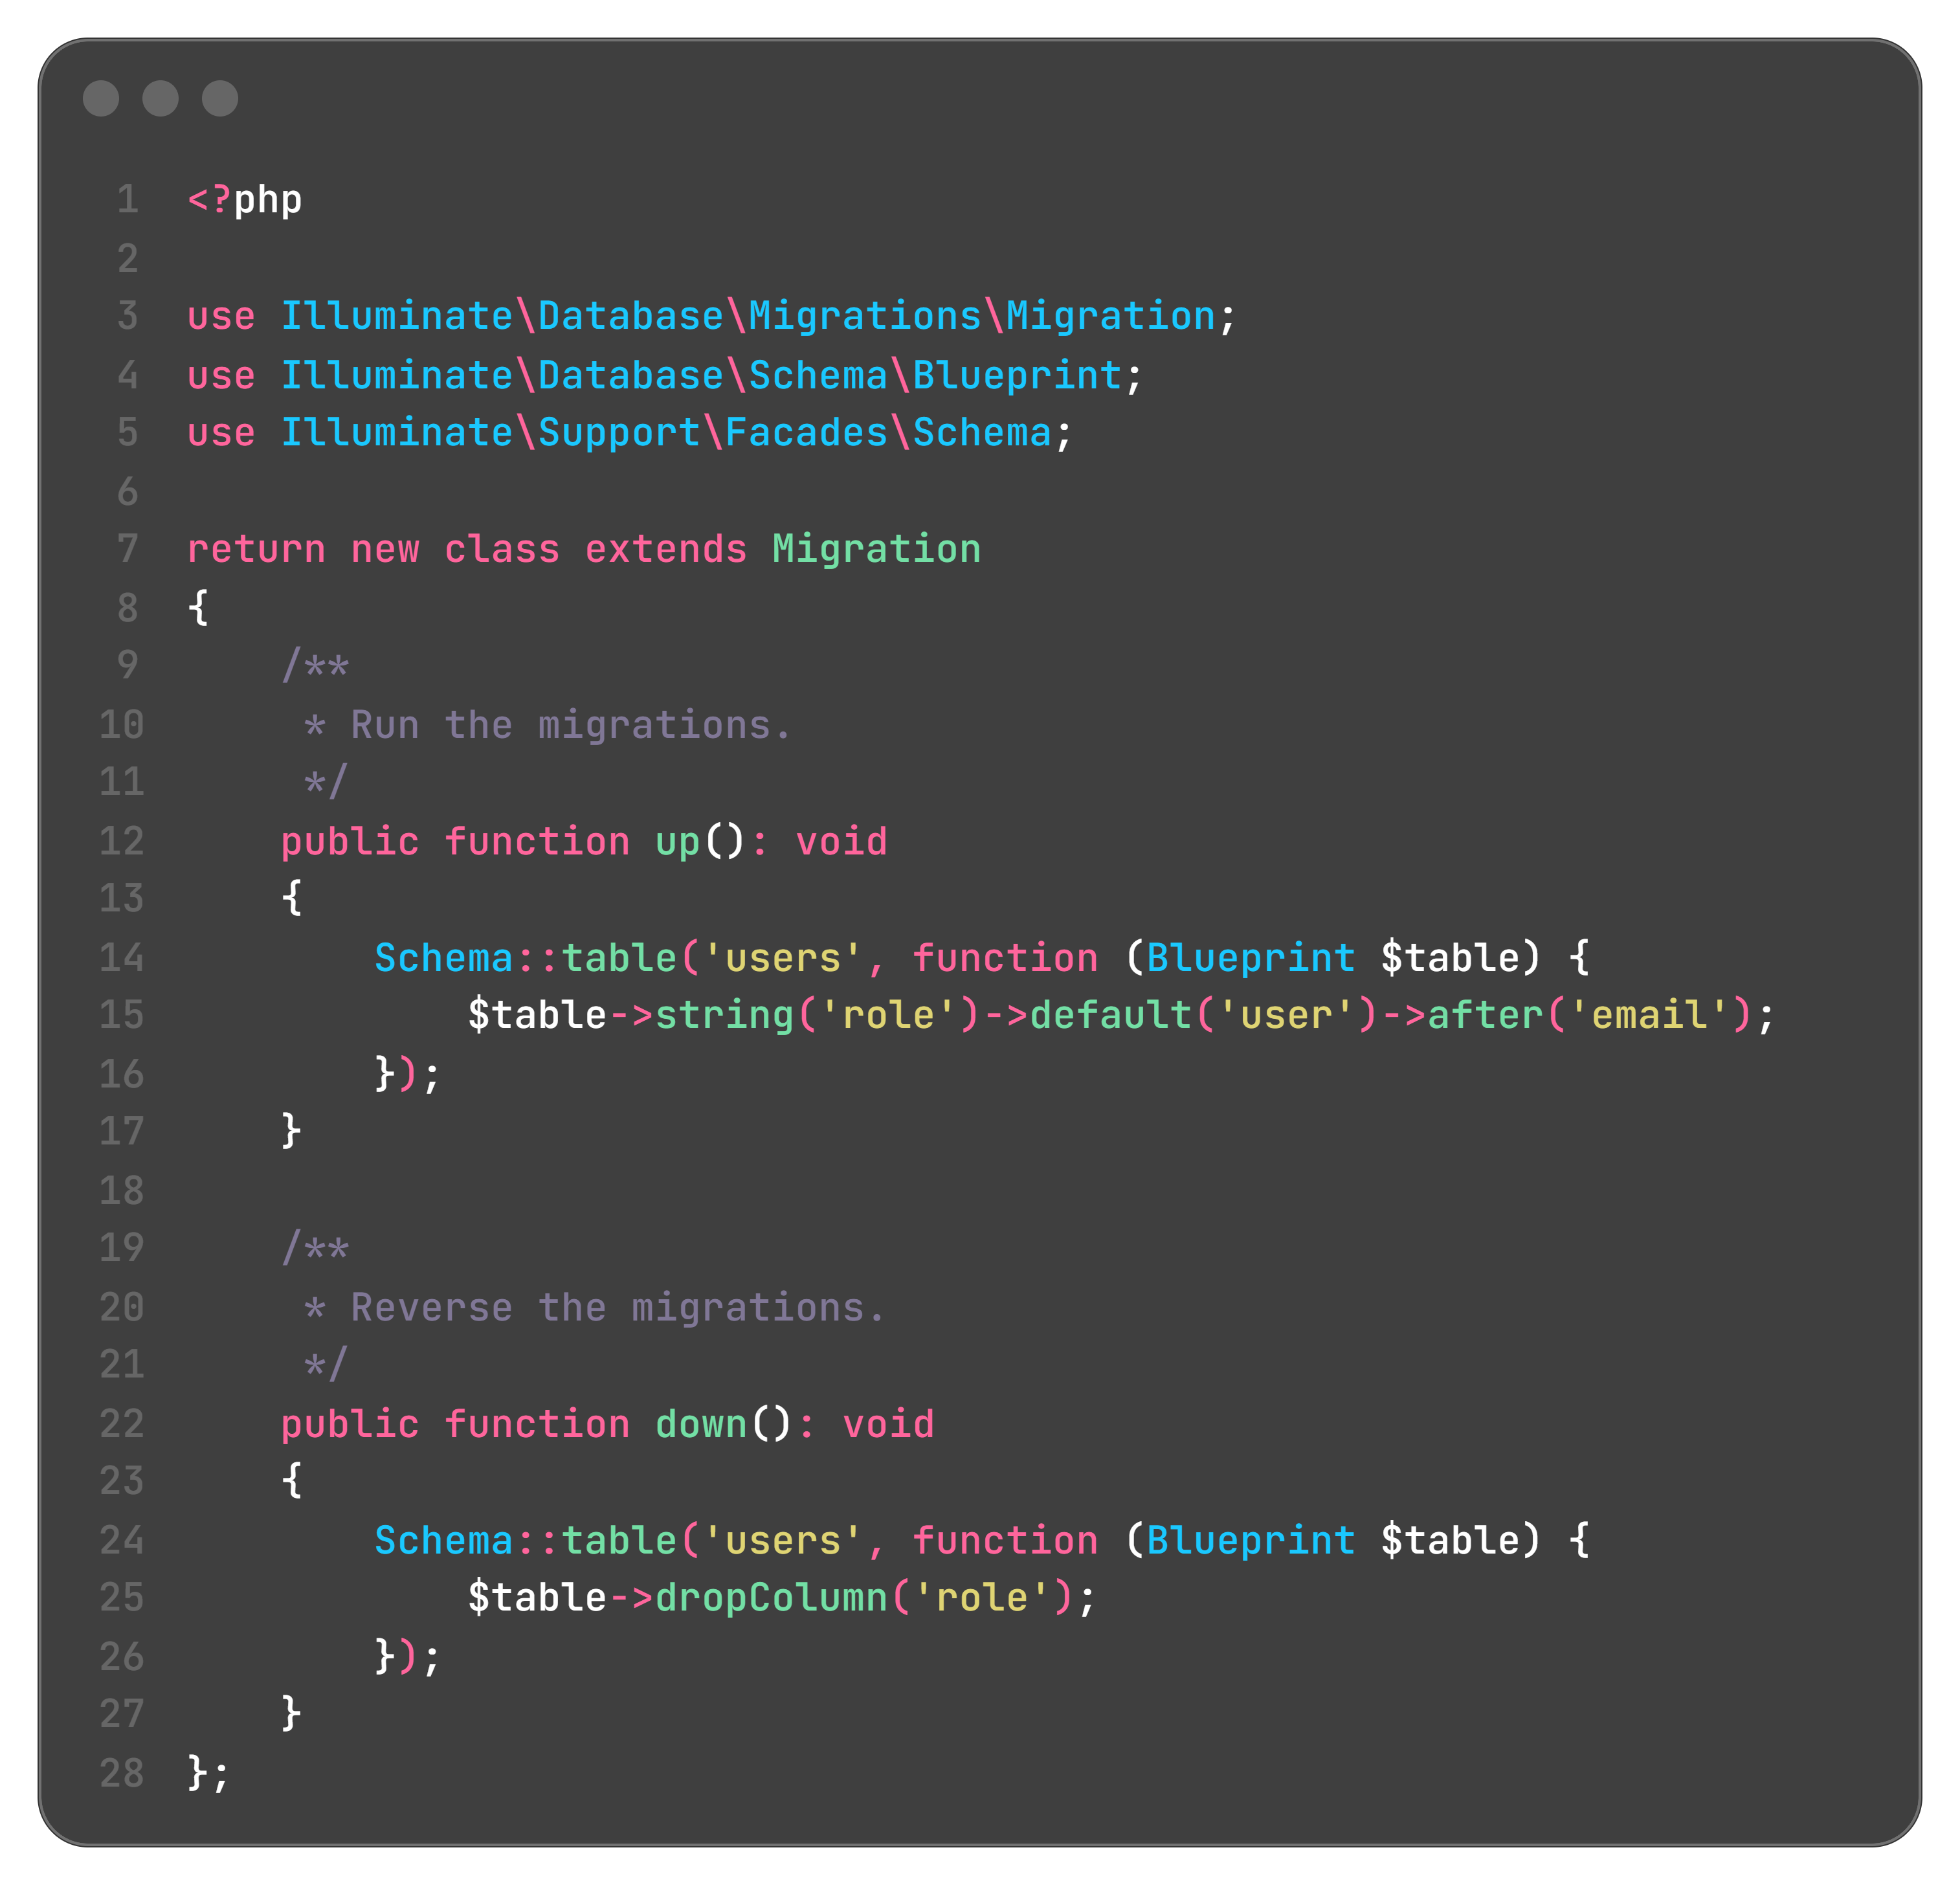 1 <?php
2
3 use Illuminate\Database\Migrations\Migration;
4 use Illuminate\Database\Schema\Blueprint;
5 use Illuminate\Support\Facades\Schema;
6
7 return new class extends Migration
8 {
9     /**
10      * Run the migrations.
11      */
12     public function up(): void
13     {
14         Schema::table('users', function (Blueprint $table) {
15             $table->string('role')->default('user')->after('email');
16         });
17     }
18
19     /**
20      * Reverse the migrations.
21      */
22     public function down(): void
23     {
24         Schema::table('users', function (Blueprint $table) {
25             $table->dropColumn('role');
26         });
27     }
28 };